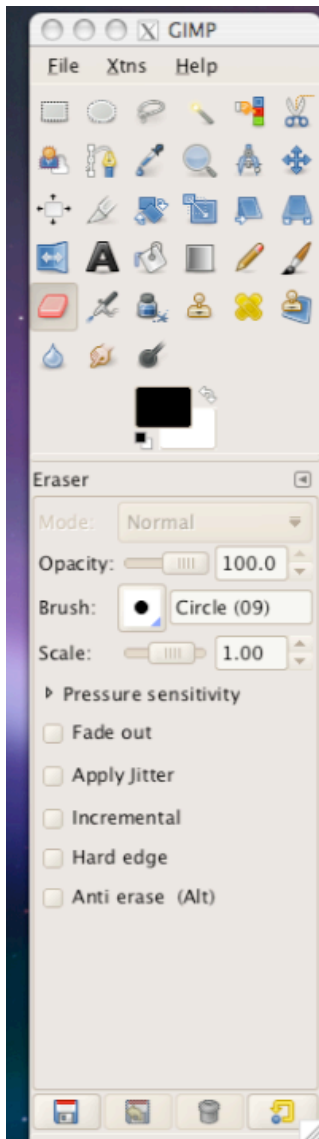 GIMP
File Xtns Help
Eraser
Mode: Normal
Opacity: 100.0
Brush: Circle (09)
Scale: 1.00
Pressure sensitivity
Fade out
Apply Jitter
Incremental
Hard edge
Anti erase (Alt)